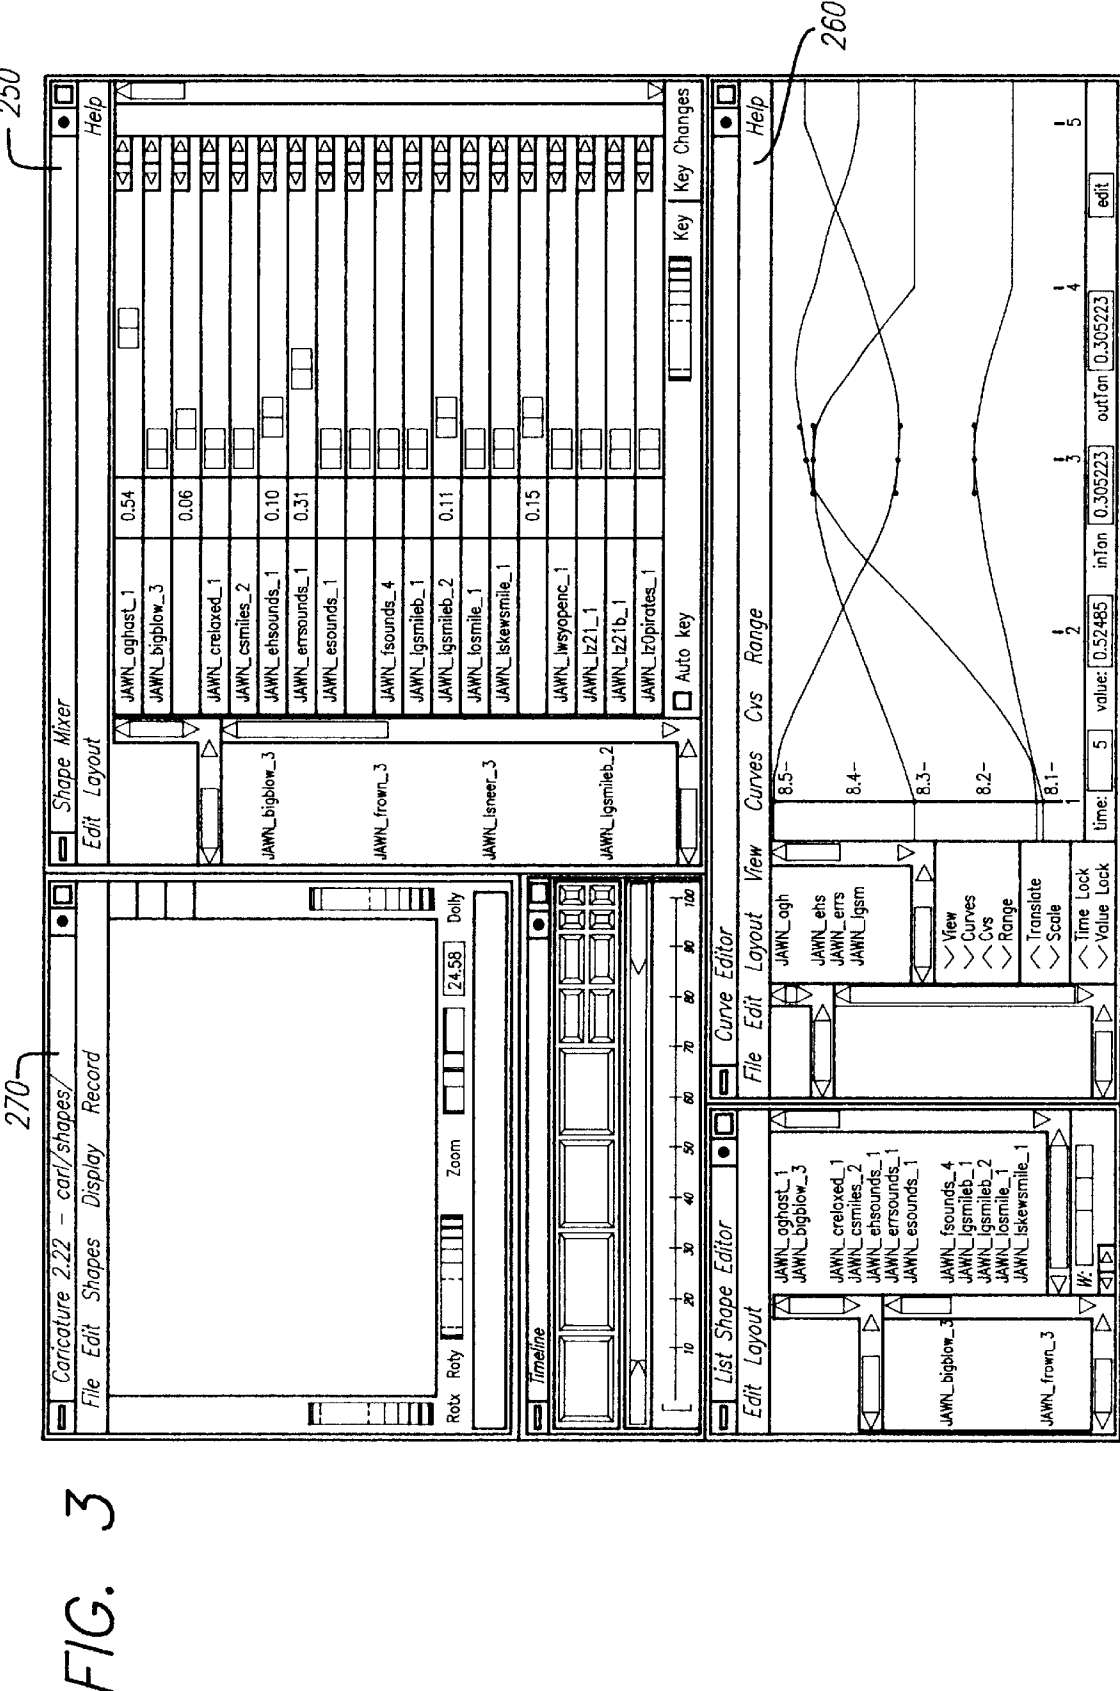 FIG. 3
270
Caricature 2.22 - carl/shapes/
File Edit Shapes Display Record
Rotx Roty Zoom 24.58 Dolly
Timeline
10 20 30 40 50 60 70 80 90 100
250
Shape Mixer
Edit Layout Help
JAWN_bigblow_3
JAWN_frown_3
JAWN_lsneer_3
JAWN_lgsmileb_2
JAWN_aghast_1 0.54
JAWN_bigblow_3
0.06
JAWN_crelaxed_1
JAWN_csmiles_2
JAWN_ehsounds_1 0.10
JAWN_errsounds_1 0.31
JAWN_esounds_1
JAWN_fsounds_4
JAWN_lgsmileb_1
JAWN_lgsmileb_2 0.11
JAWN_losmile_1
JAWN_lskewsmile_1
0.15
JAWN_lwsyopenc_1
JAWN_lz21_1
JAWN_lz21b_1
JAWN_lz0pirates_1
Auto key Key Key Changes
List Shape Editor
Edit Layout
JAWN_bigblow_3
JAWN_frown_3
JAWN_aghast_1
JAWN_bigblow_3
JAWN_crelaxed_1
JAWN_csmiles_2
JAWN_ehsounds_1
JAWN_errsounds_1
JAWN_esounds_1
JAWN_fsounds_4
JAWN_lgsmileb_1
JAWN_lgsmileb_2
JAWN_losmile_1
JAWN_lskewsmile_1
W:
260
Curve Editor
File Edit Layout View Curves Cvs Range Help
JAWN_agh
JAWN_ehs
JAWN_errs
JAWN_lgsm
View
Curves
Cvs
Range
Translate
Scale
Time Lock
Value Lock
8.5-
8.4-
8.3-
8.2-
8.1-
1 2 3 4 5
time: 5 value: 0.52485 inTan 0.305223 outTan 0.305223 edit